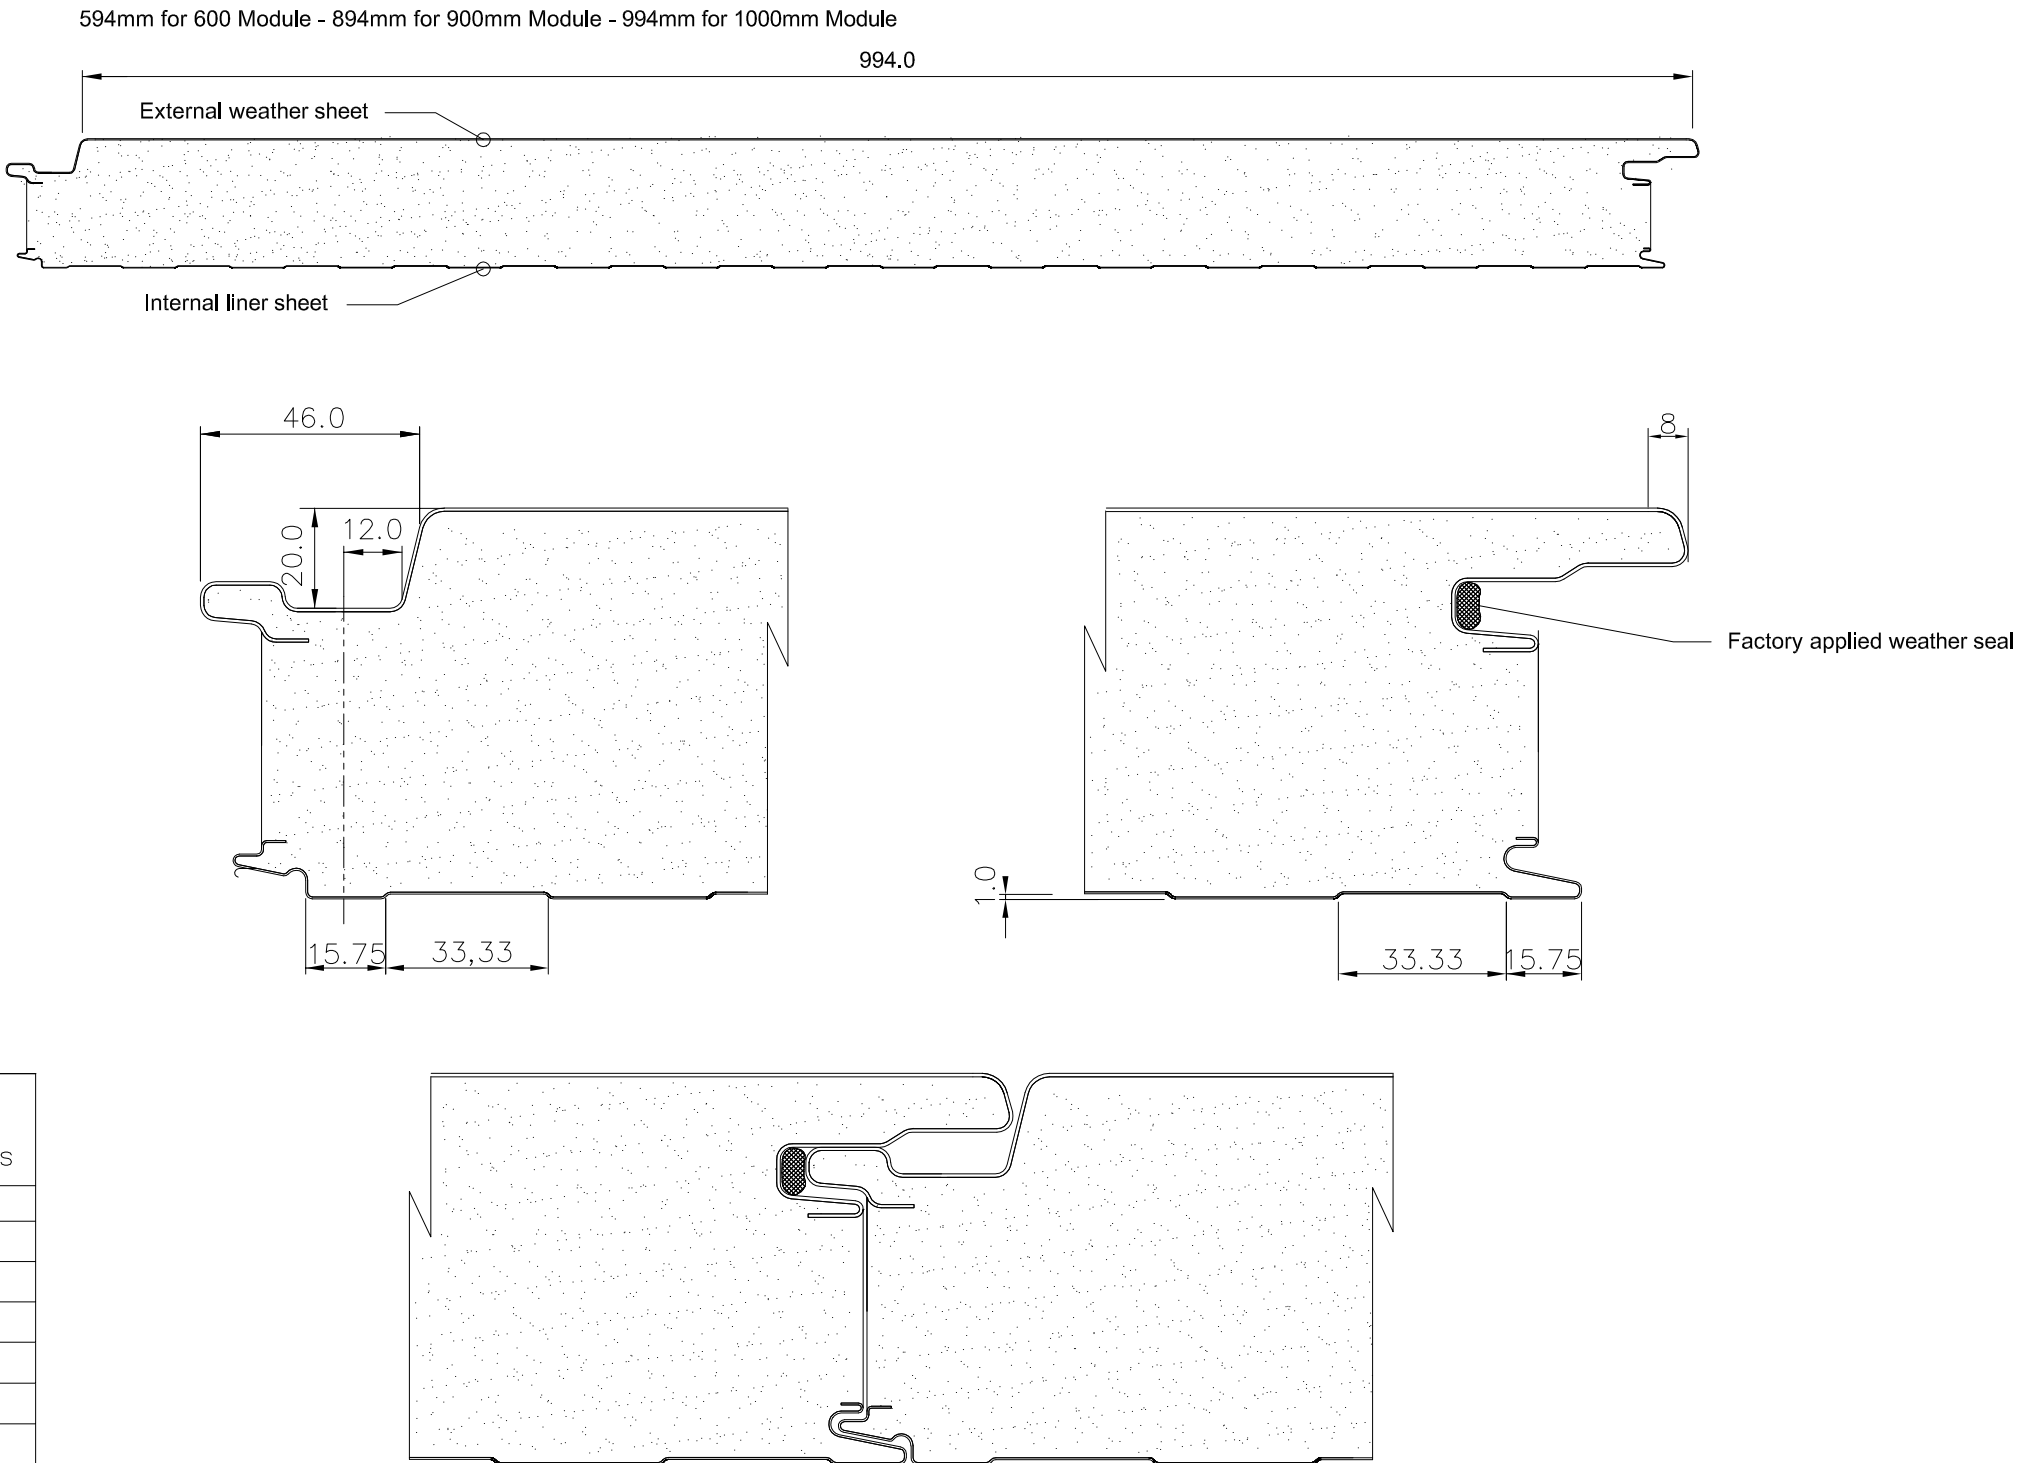 594mm for 600 Module - 894mm for 900mm Module - 994mm for 1000mm Module
994.0
External weather sheet
Internal liner sheet
46.0
8
20.0
12.0
Factory applied weather seal
1.0
15.75
33,33
33.33
15.75
s